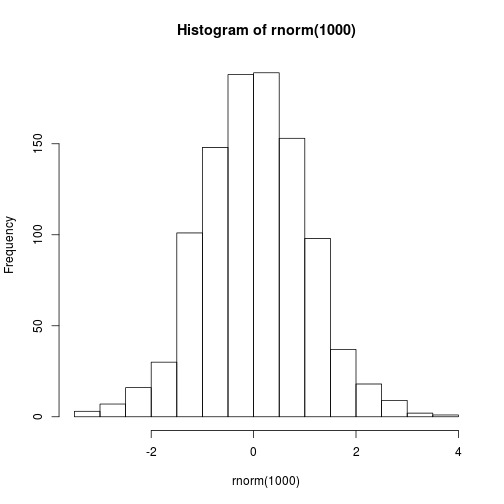 Histogram of rnorm(1000)
Frequency
150
100
50
0
-2 0 2 4
rnorm(1000)